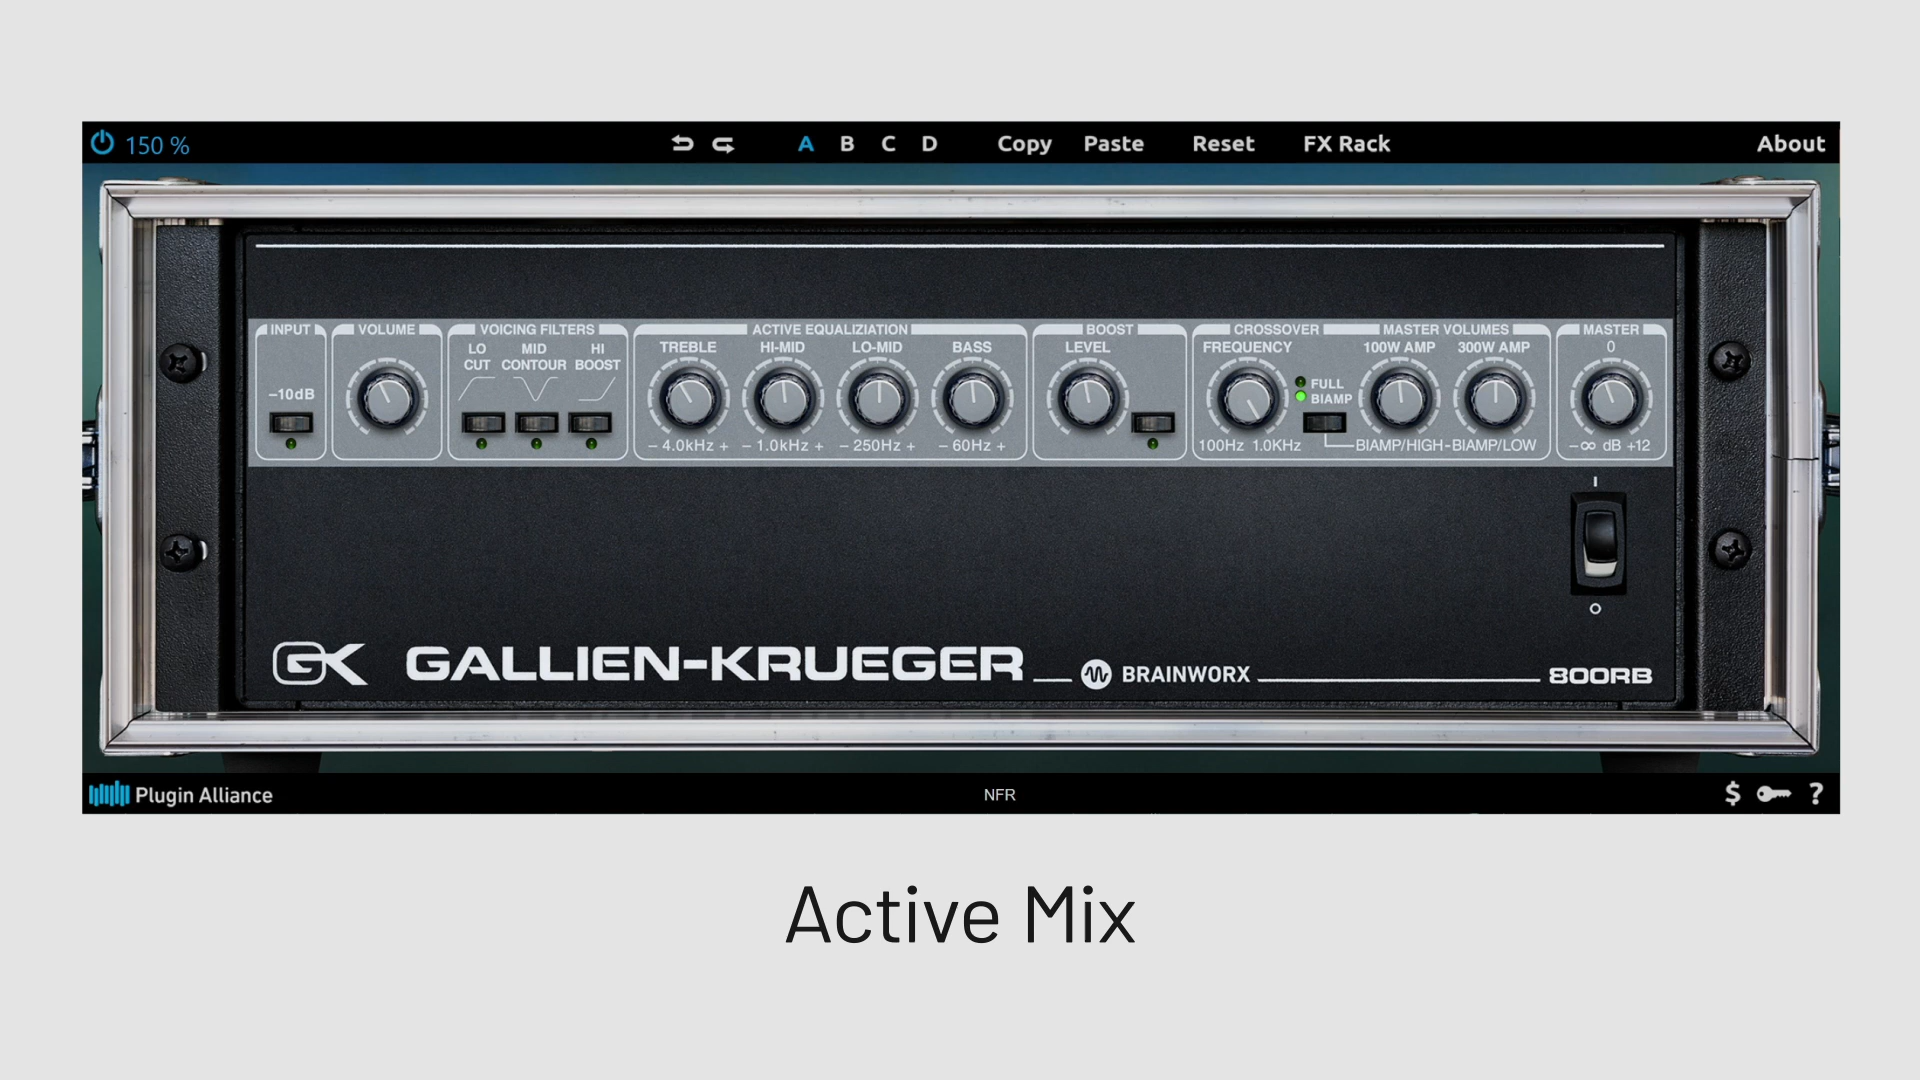 150 %
A B C D Copy Paste Reset FX Rack About
INPUT VOLUME VOICING FILTERS ACTIVE EQUALIZIATION BOOST CROSSOVER MASTER VOLUMES MASTER
LO CUT MID CONTOUR HI BOOST
TREBLE HI-MID LO-MID BASS LEVEL FREQUENCY 100W AMP 300W AMP 0
-10dB
FULL
BIAMP
- 4.0kHz + - 1.0kHz + - 250Hz + - 60Hz + 100Hz 1.0KHz BIAMP/HIGH-BIAMP/LOW -∞ dB +12
I
O
GK GALLIEN-KRUEGER BRAINWORX 800RB
Plugin Alliance NFR $ ?
Active Mix